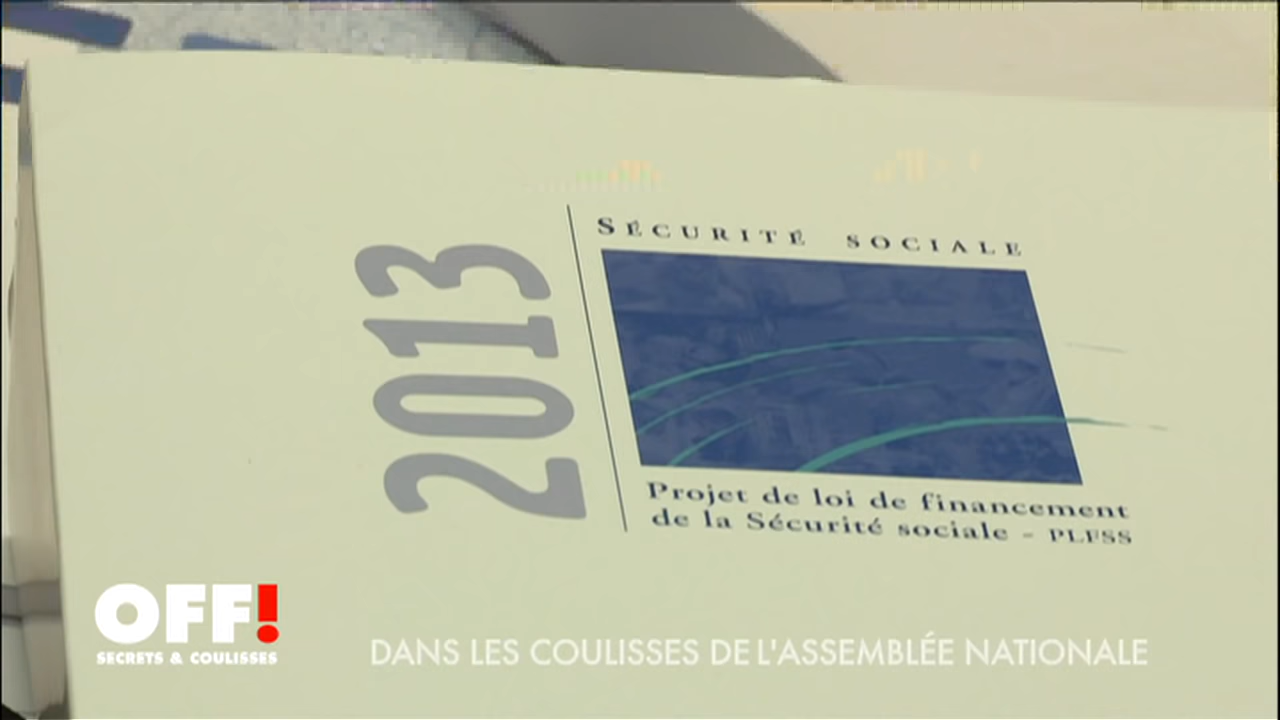 2013
SÉCURITÉ SOCIALE
Projet de loi de financement
de la Sécurité sociale - PLFSS
OFF!
SECRETS & COULISSES
DANS LES COULISSES DE L'ASSEMBLÉE NATIONALE